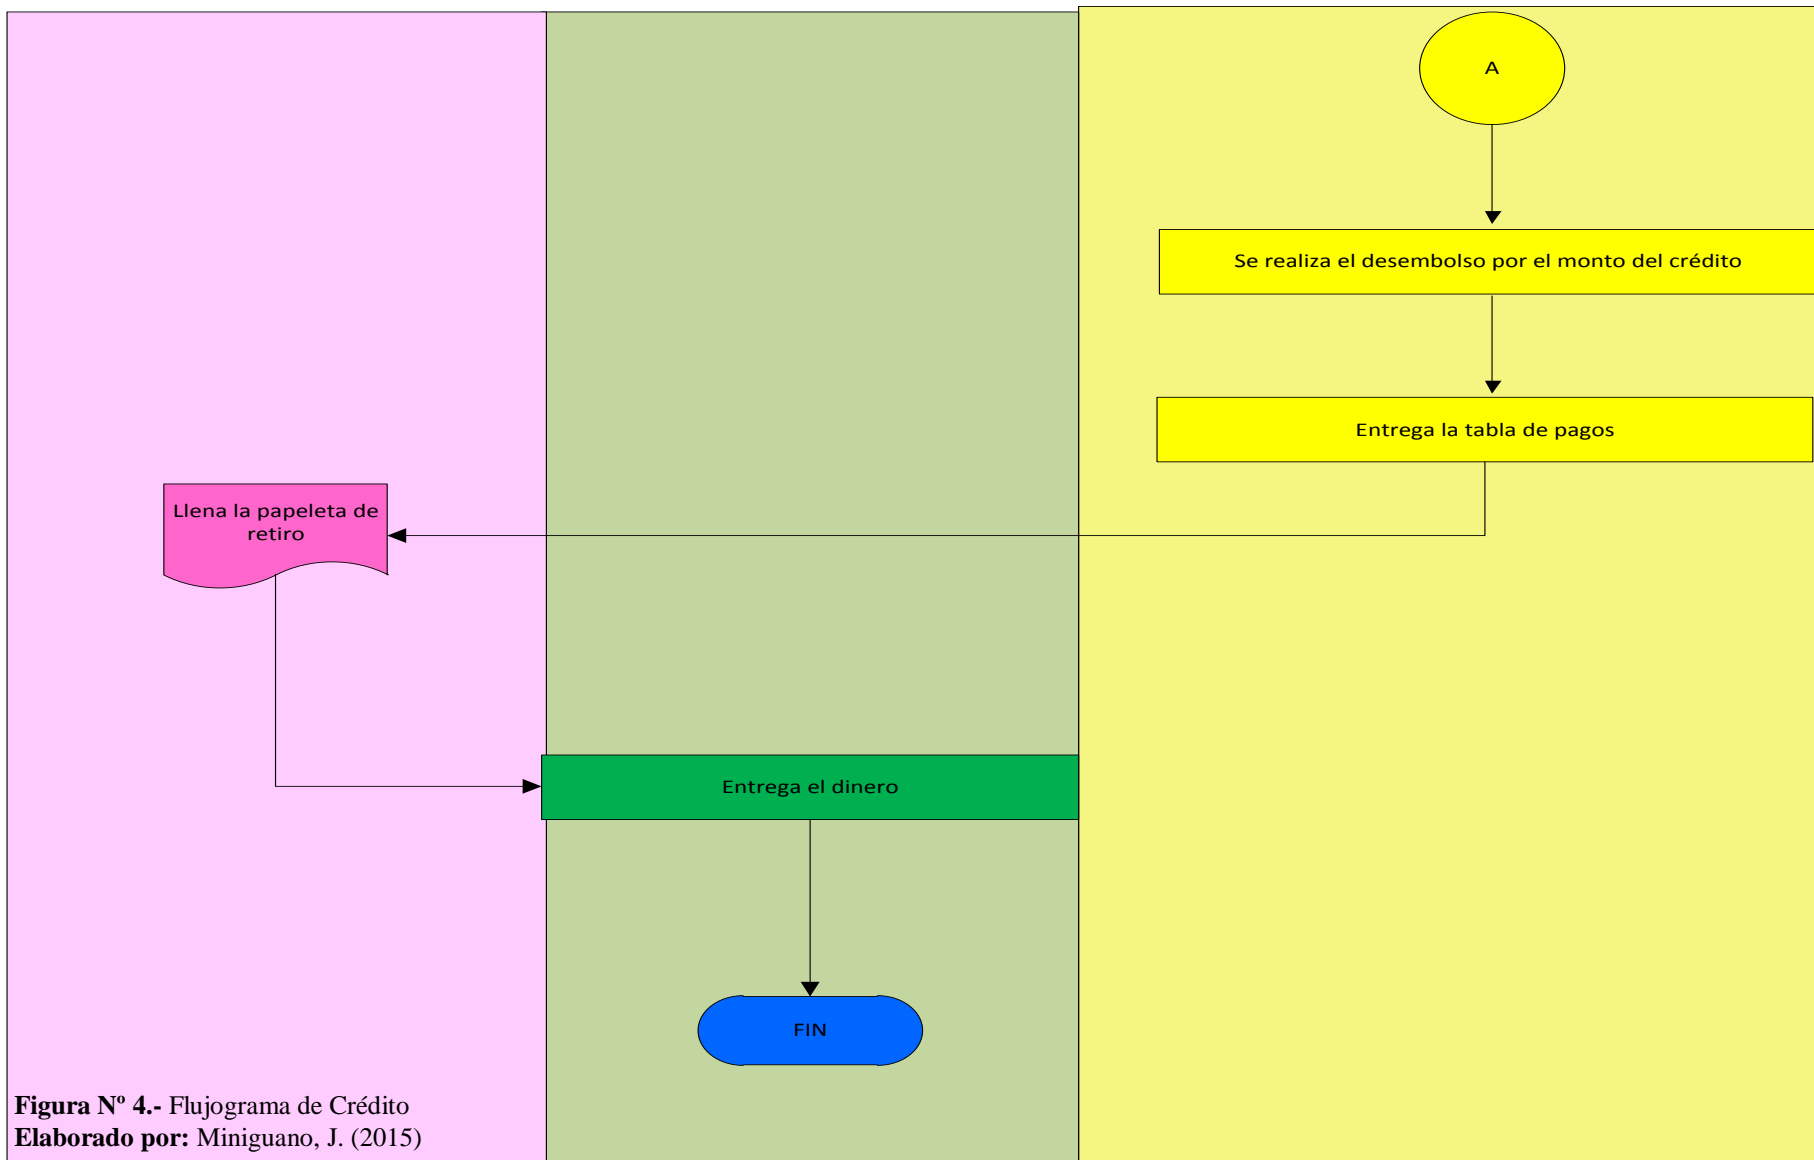 A
Se realiza el desembolso por el monto del crédito
Entrega la tabla de pagos
Llena la papeleta de
retiro
Entrega el dinero
FIN
Figura Nº 4.- Flujograma de Crédito
Elaborado por: Miniguano, J. (2015)